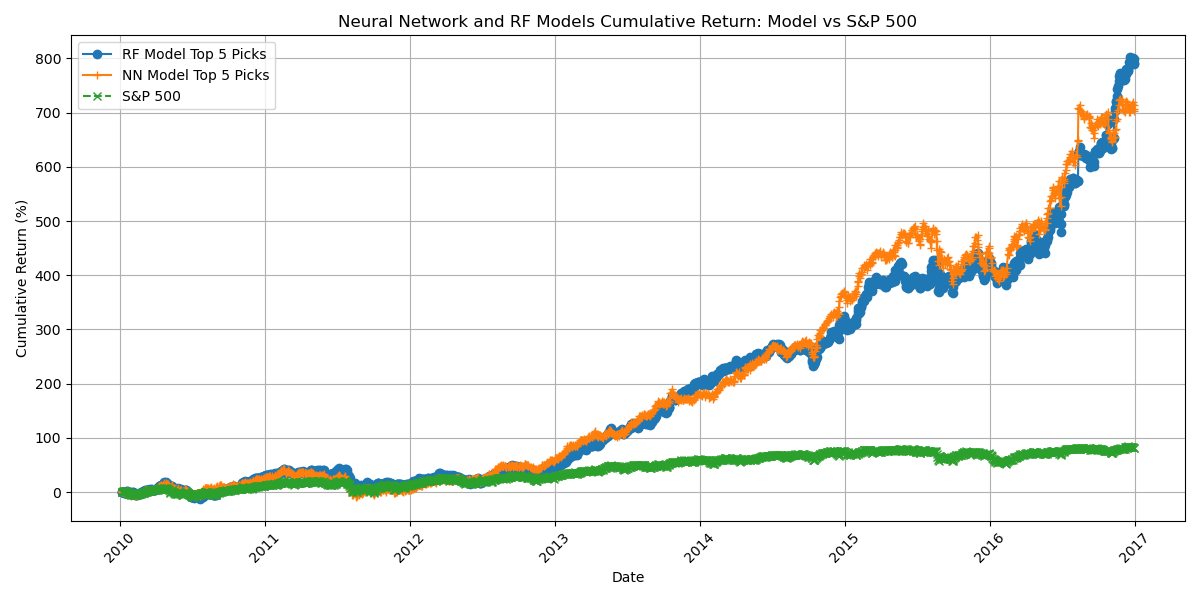 Neural Network and RF Models Cumulative Return: Model vs S&P 500
RF Model Top 5 Picks
NN Model Top 5 Picks
S&P 500
Cumulative Return (%)
800
700
600
500
400
300
200
100
0
2010
2011
2012
2013
2014
2015
2016
2017
Date